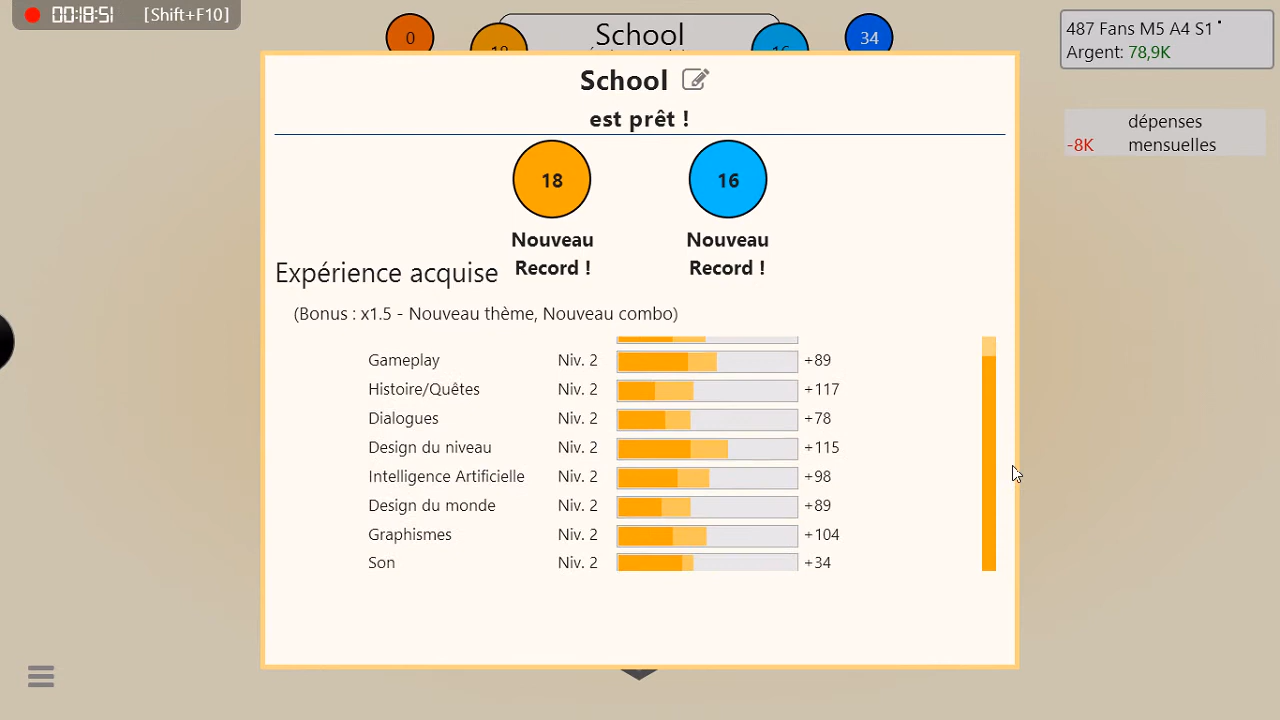 00:18:51 [Shift+F10]
0
School
34
487 Fans M5 A4 S1
Argent: 78,9K
dépenses
-8K mensuelles
School
est prêt !
18
16
Nouveau
Record !
Nouveau
Record !
Expérience acquise
(Bonus : x1.5 - Nouveau thème, Nouveau combo)
Gameplay Niv. 2 +89
Histoire/Quêtes Niv. 2 +117
Dialogues Niv. 2 +78
Design du niveau Niv. 2 +115
Intelligence Artificielle Niv. 2 +98
Design du monde Niv. 2 +89
Graphismes Niv. 2 +104
Son Niv. 2 +34